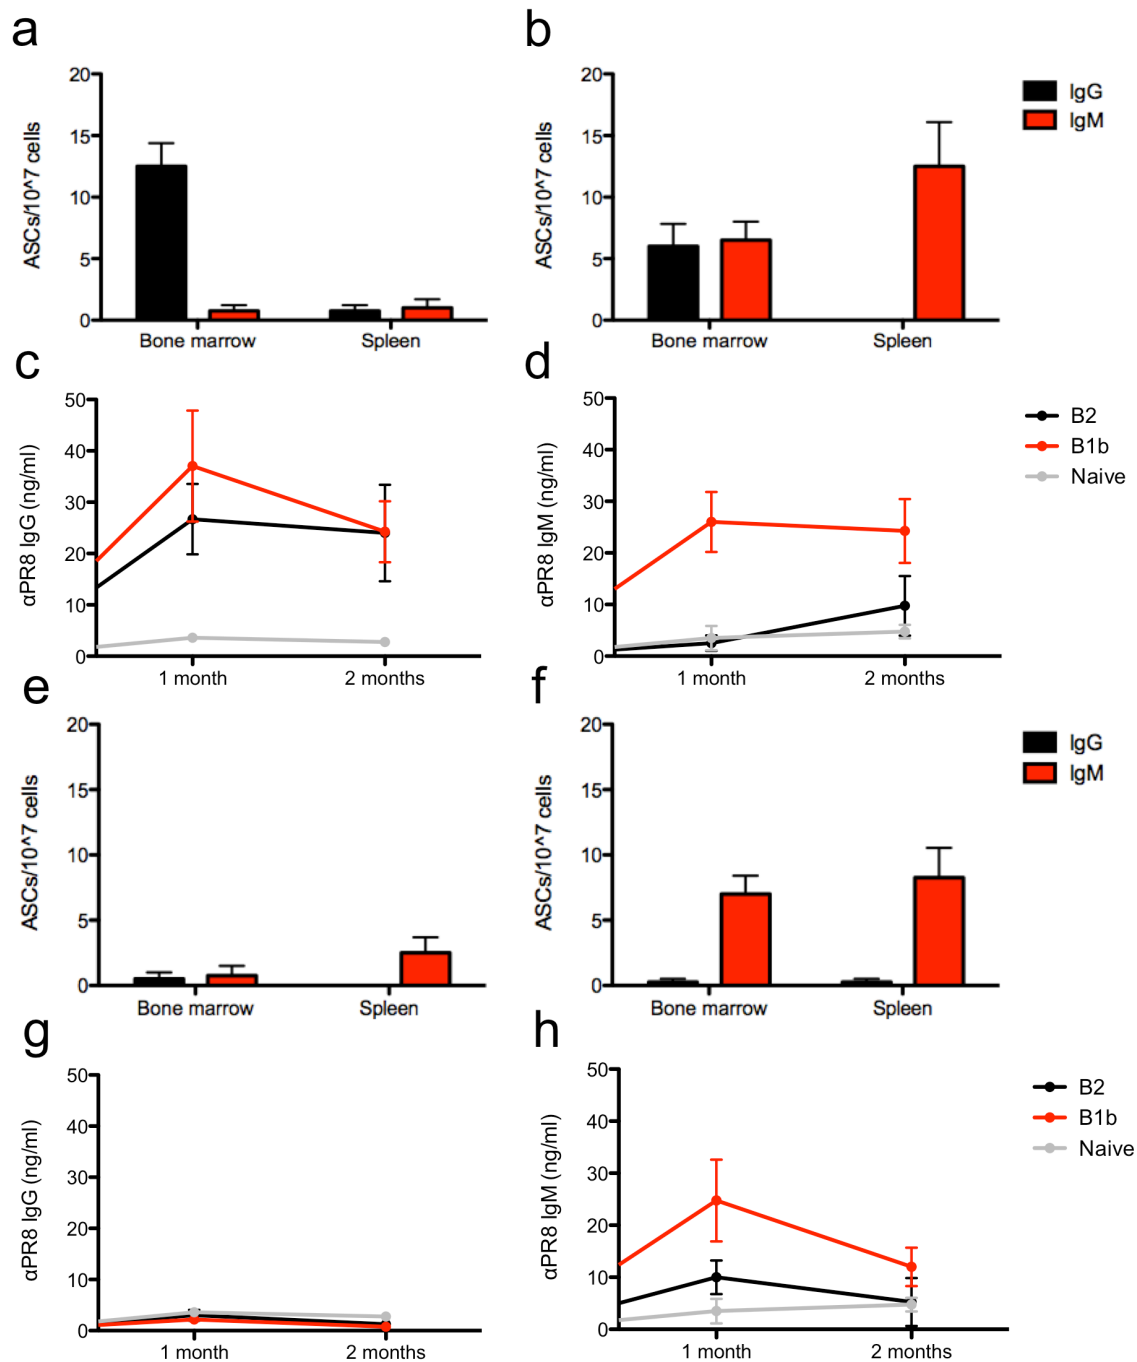 a
20
15
10
5
0
ASCs/10^7 cells
Bone marrow
Spleen
b
20
15
10
5
0
ASCs/10^7 cells
Bone marrow
Spleen
IgG
IgM
c
50
40
30
20
10
0
αPR8 IgG (ng/ml)
1 month
2 months
d
50
40
30
20
10
0
αPR8 IgM (ng/ml)
1 month
2 months
B2
B1b
Naive
e
20
15
10
5
0
ASCs/10^7 cells
Bone marrow
Spleen
f
20
15
10
5
0
ASCs/10^7 cells
Bone marrow
Spleen
IgG
IgM
g
50
40
30
20
10
0
αPR8 IgG (ng/ml)
1 month
2 months
h
50
40
30
20
10
0
αPR8 IgM (ng/ml)
1 month
2 months
B2
B1b
Naive